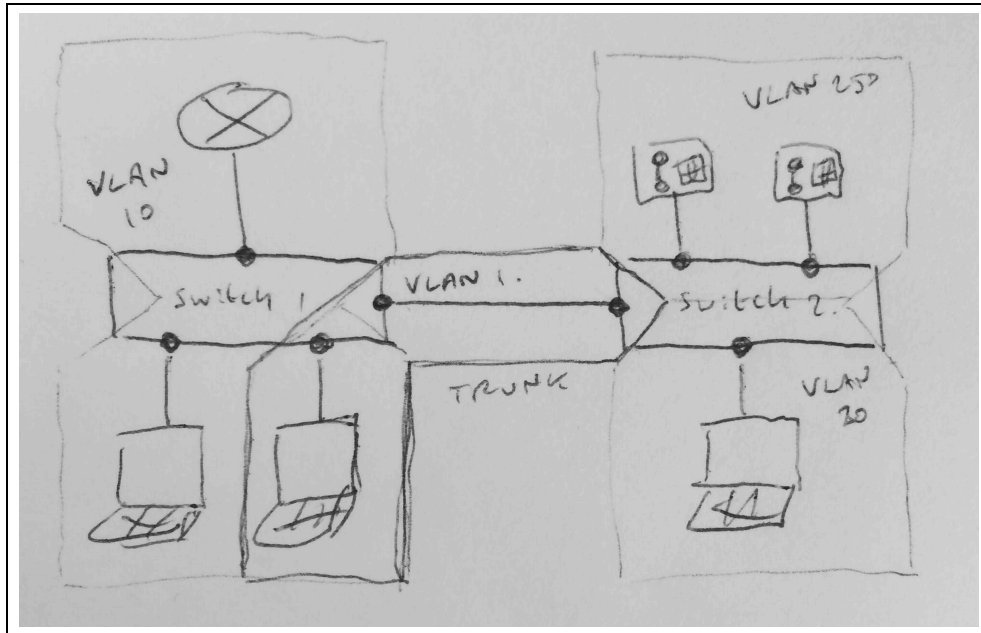 VLAN 250
VLAN
10
Switch 1
VLAN 1.
Switch 2.
TRUNK
VLAN
20